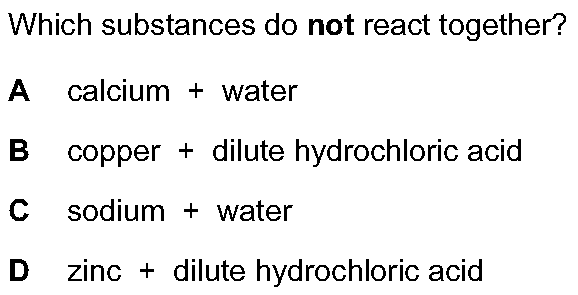 Which substances do not react together?
A calcium + water
B copper + dilute hydrochloric acid
C sodium + water
D zinc + dilute hydrochloric acid